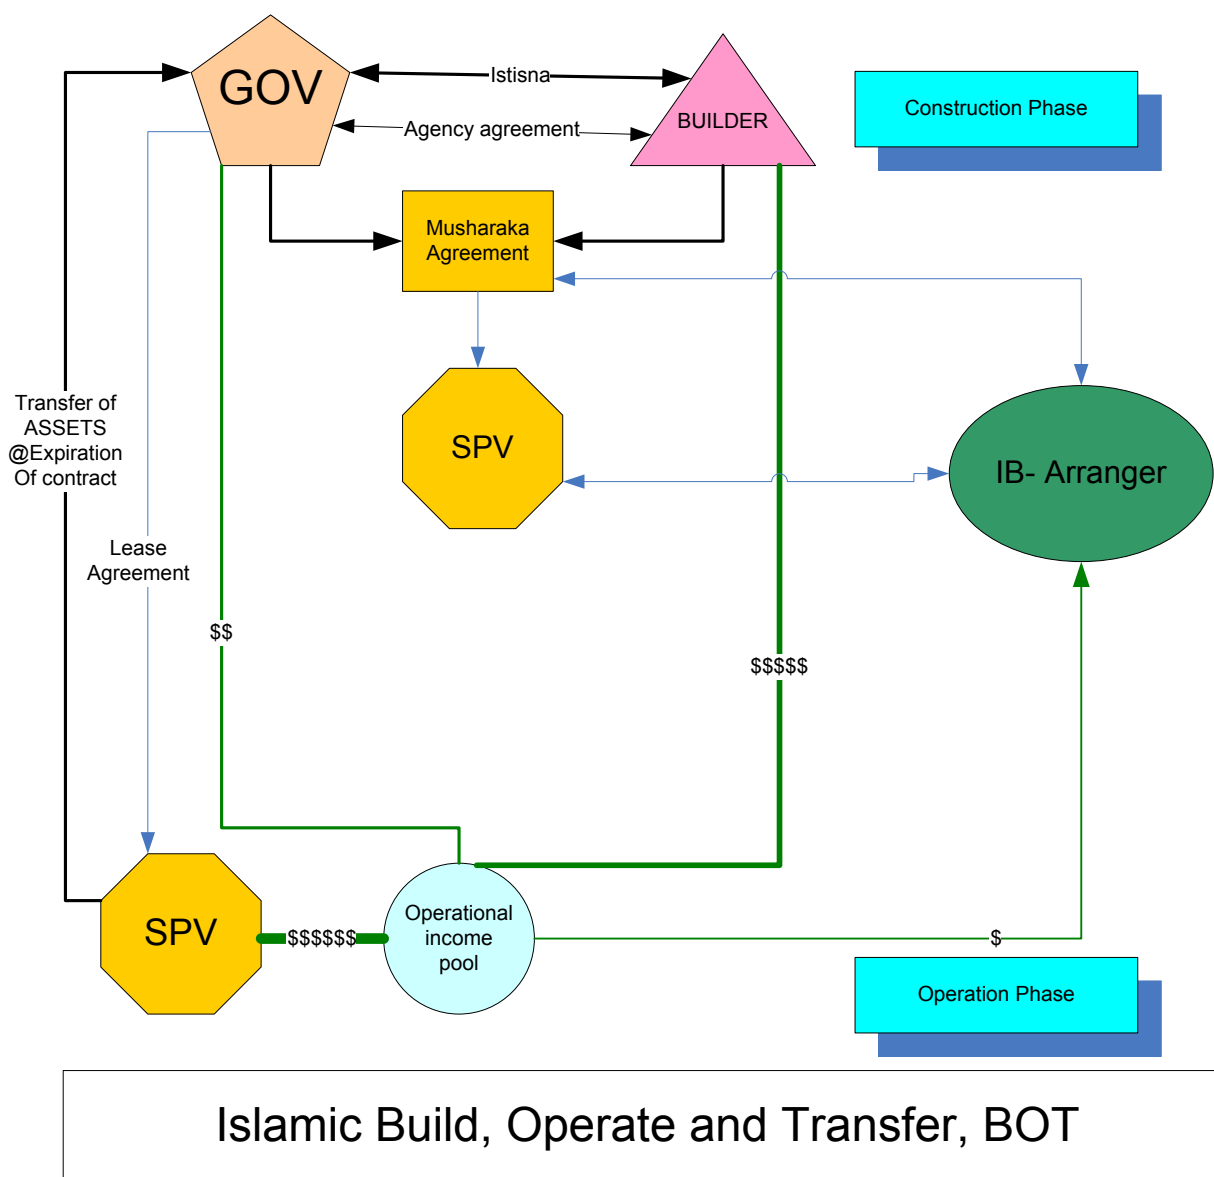 GOV
Istisna
Agency agreement
BUILDER
Construction Phase
Musharaka
Agreement
SPV
IB- Arranger
Transfer of
ASSETS
@Expiration
Of contract
Lease
Agreement
$$
$$$$$
SPV
$$$$$$
Operational
income
pool
$
Operation Phase
Islamic Build, Operate and Transfer, BOT